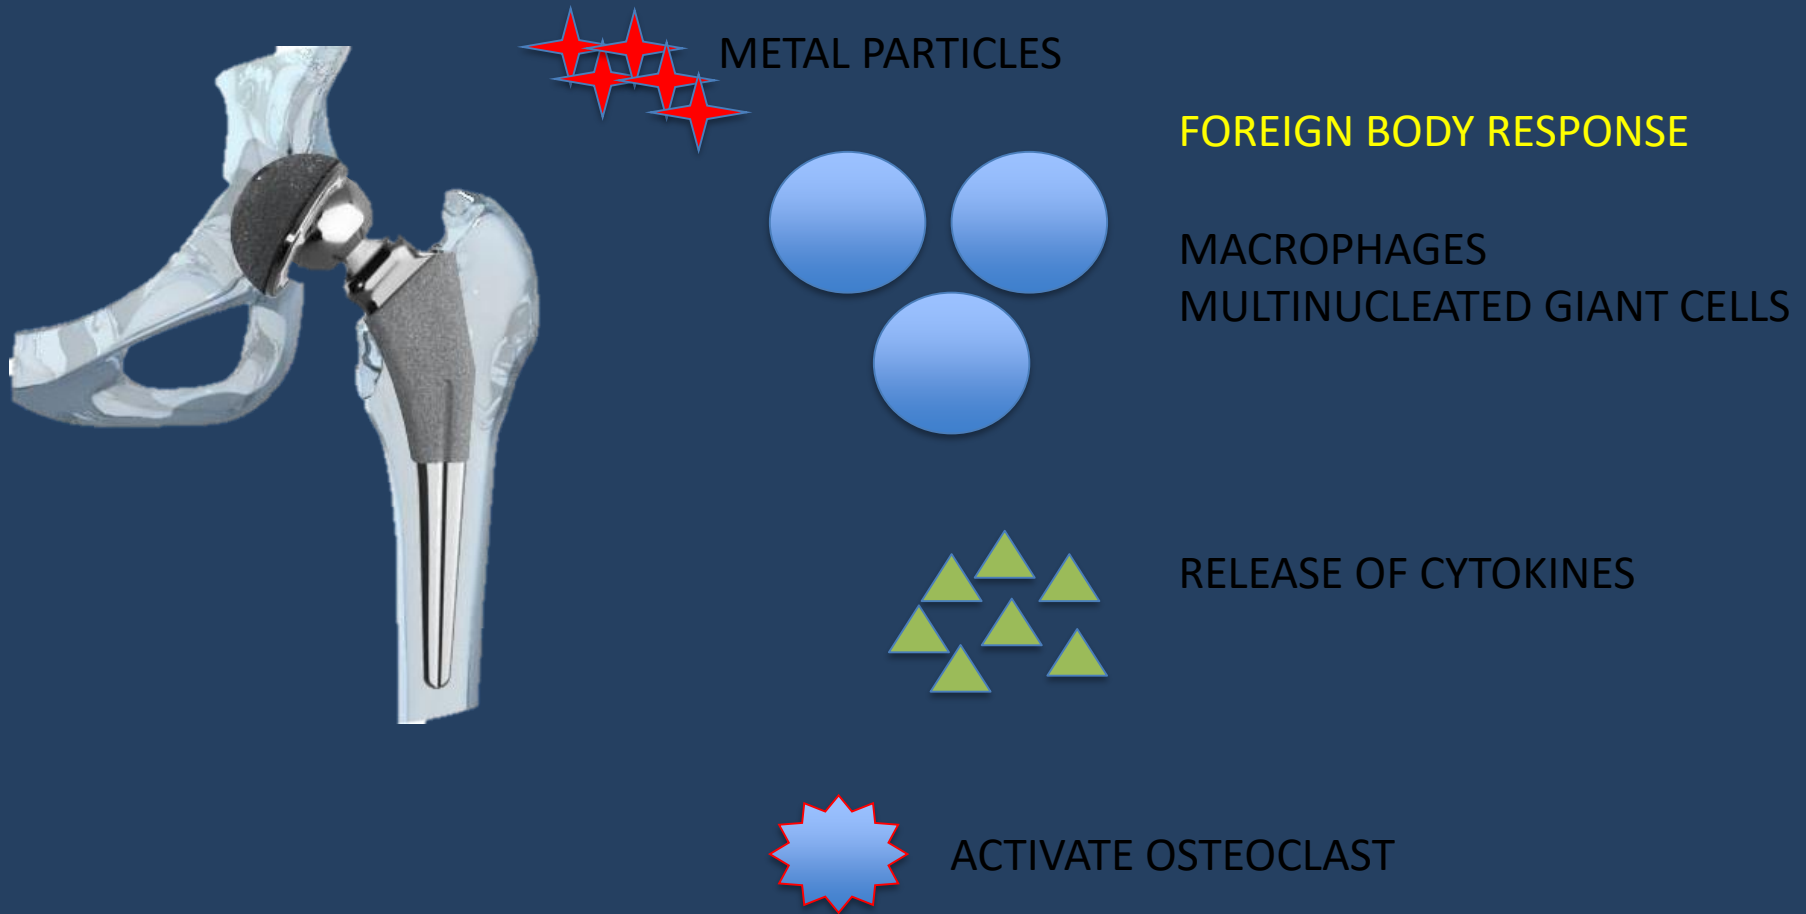 METAL PARTICLES
FOREIGN BODY RESPONSE
MACROPHAGES
MULTINUCLEATED GIANT CELLS
RELEASE OF CYTOKINES
ACTIVATE OSTEOCLAST